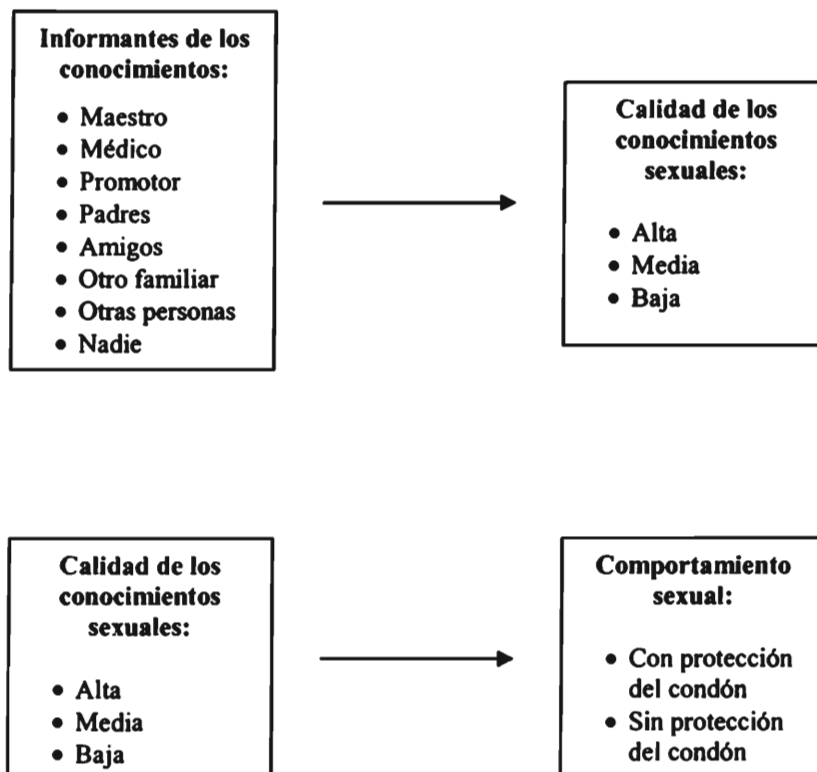 Informantes de los
conocimientos:
• Maestro
• Médico
• Promotor
• Padres
• Amigos
• Otro familiar
• Otras personas
• Nadie
Calidad de los
conocimientos
sexuales:
• Alta
• Media
• Baja
Calidad de los
conocimientos
sexuales:
• Alta
• Media
• Baja
Comportamiento
sexual:
• Con protección
del condón
• Sin protección
del condón